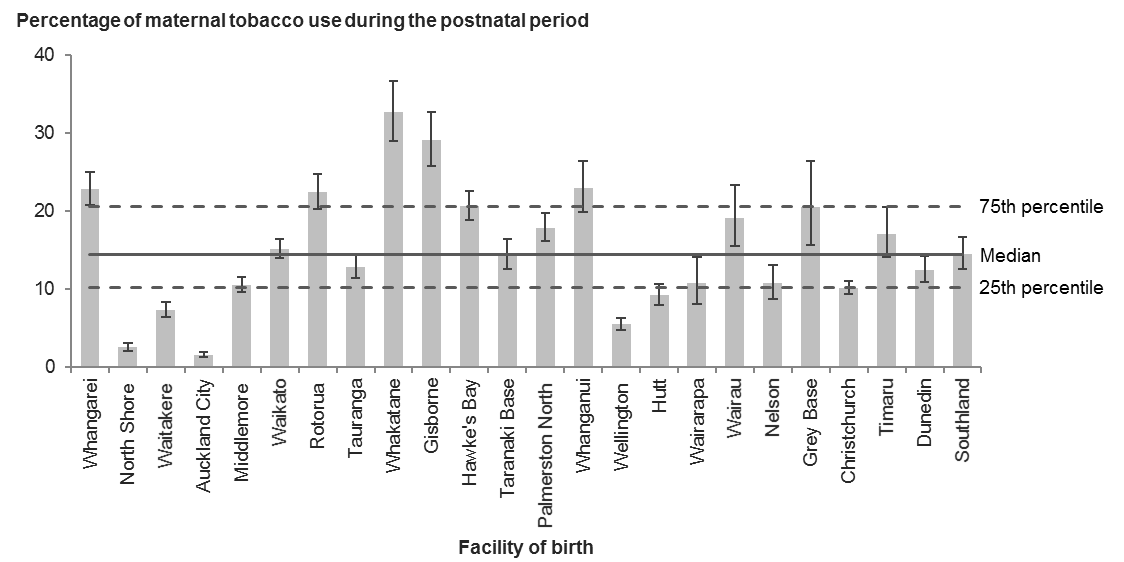 Percentage of maternal tobacco use during the postnatal period
40
30
20
10
0
75th percentile
Median
25th percentile
Whangarei
North Shore
Waitakere
Auckland City
Middlemore
Waikato
Rotorua
Tauranga
Whakatane
Gisborne
Hawke's Bay
Taranaki Base
Palmerston North
Whanganui
Wellington
Hutt
Wairarapa
Wairau
Nelson
Grey Base
Christchurch
Timaru
Dunedin
Southland
Facility of birth